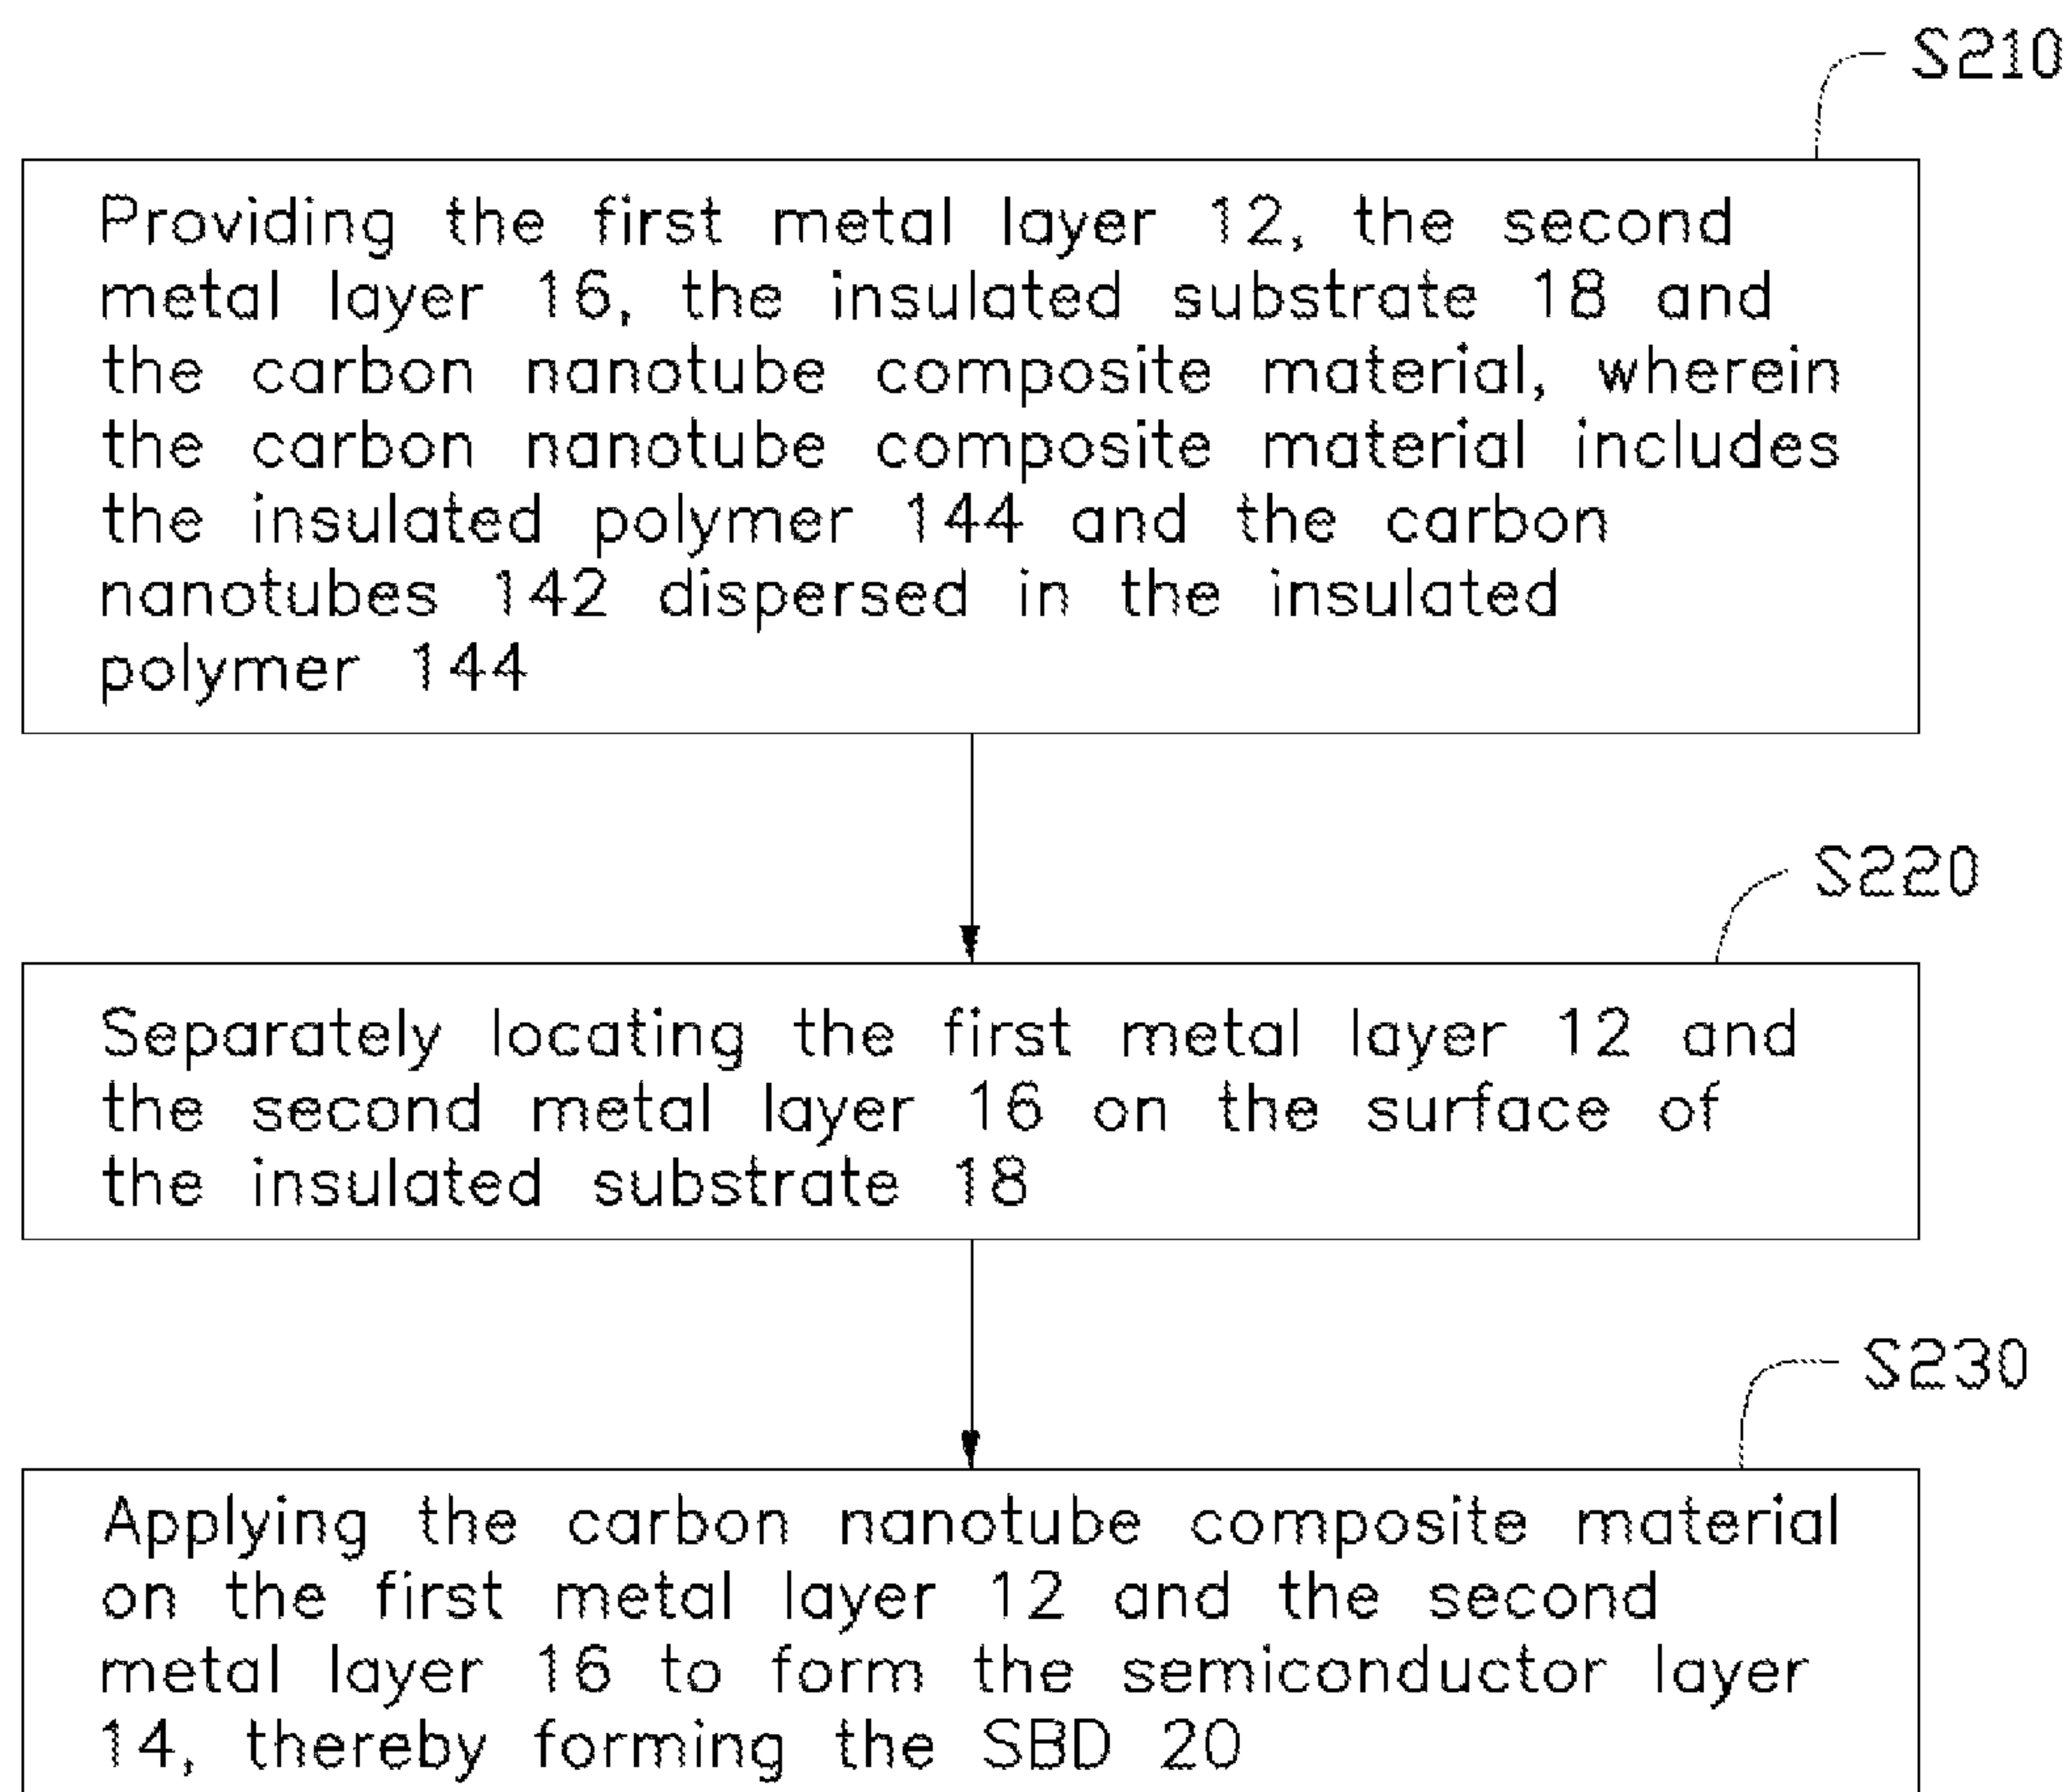 S210
Providing the first metal layer 12, the second
metal layer 16, the insulated substrate 18 and
the carbon nanotube composite material, wherein
the carbon nanotube composite material includes
the insulated polymer 144 and the carbon
nanotubes 142 dispersed in the insulated
polymer 144
S220
Separately locating the first metal layer 12 and
the second metal layer 16 on the surface of
the insulated substrate 18
S230
Applying the carbon nanotube composite material
on the first metal layer 12 and the second
metal layer 16 to form the semiconductor layer
14, thereby forming the SBD 20